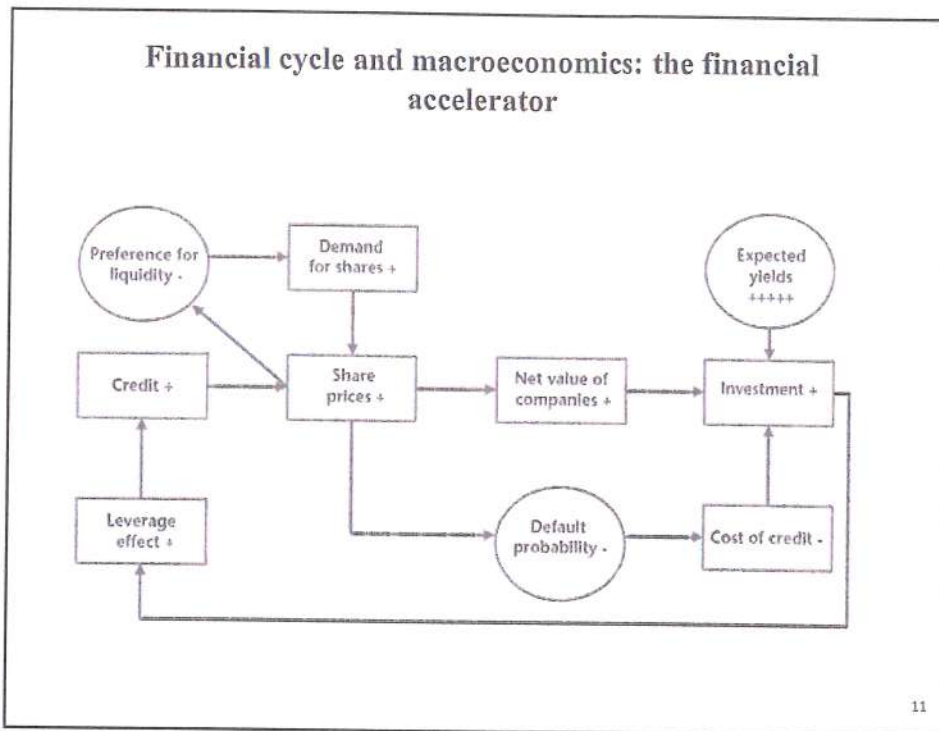 Financial cycle and macroeconomics: the financial
accelerator
Preference for
liquidity -
Demand
for shares +
Expected
yields
+++++
Credit +
Share
prices +
Net value of
companies +
Investment +
Leverage
effect +
Default
probability -
Cost of credit -
11